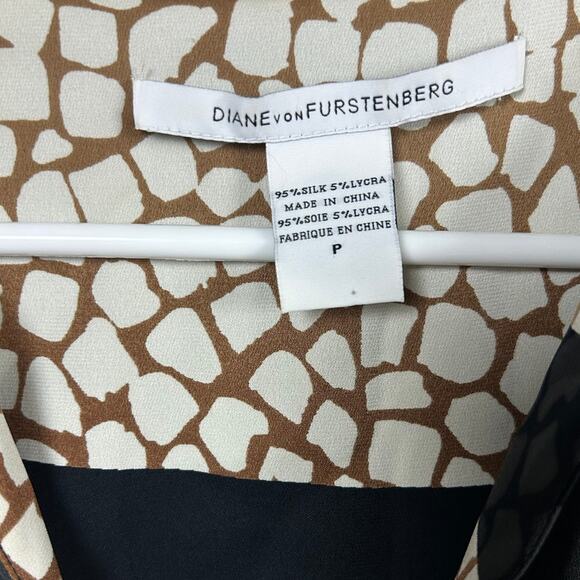 DIANE VON FURSTENBERG
95%SILK 5%LYCRA
MADE IN CHINA
95%SOIE 5%LYCRA
FABRIQUE EN CHINE
P